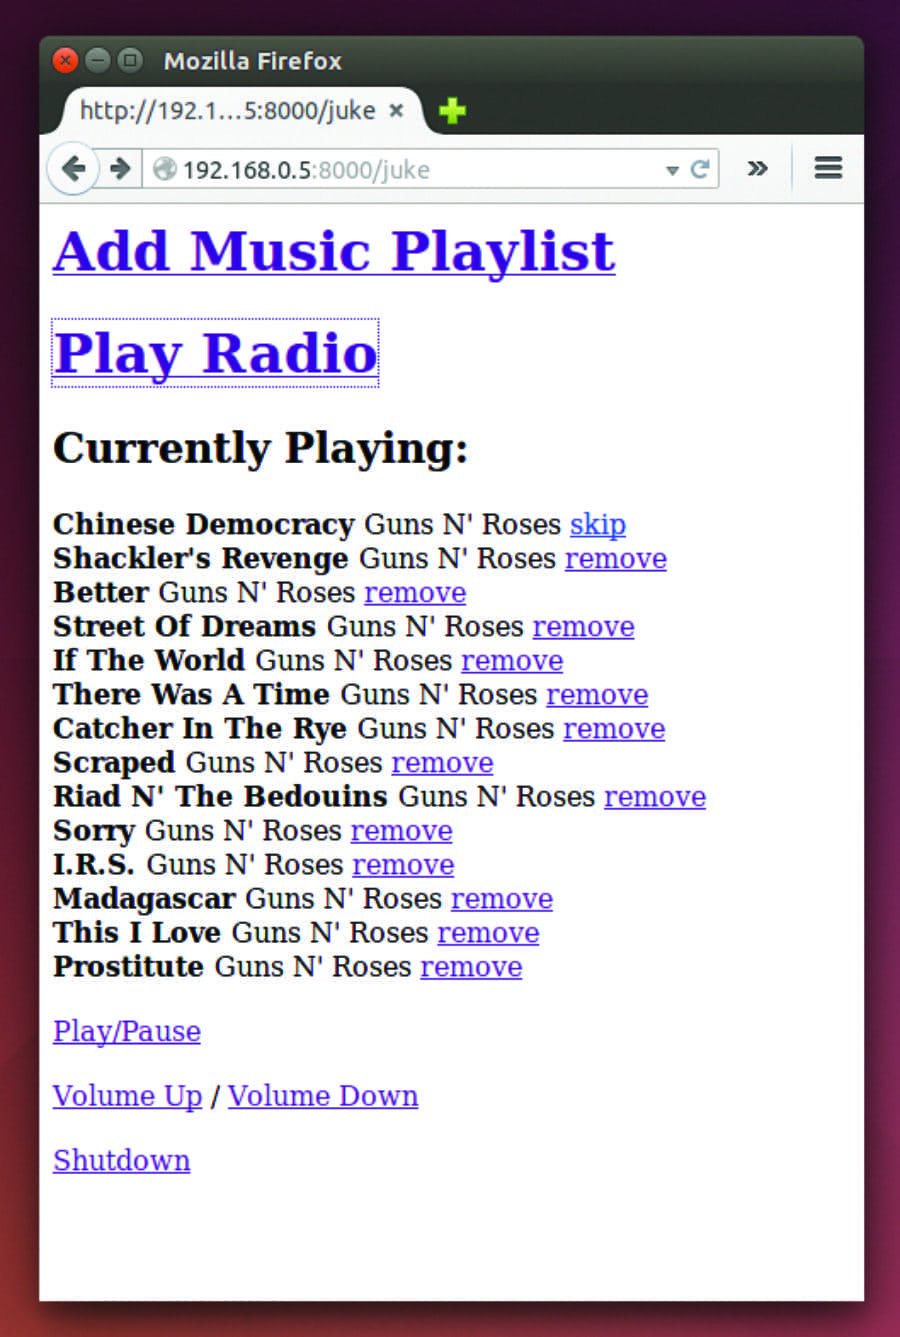 Mozilla Firefox
http://192.1...5:8000/juke
192.168.0.5:8000/juke
Add Music Playlist
Play Radio
Currently Playing:
Chinese Democracy Guns N' Roses skip
Shackler's Revenge Guns N' Roses remove
Better Guns N' Roses remove
Street Of Dreams Guns N' Roses remove
If The World Guns N' Roses remove
There Was A Time Guns N' Roses remove
Catcher In The Rye Guns N' Roses remove
Scraped Guns N' Roses remove
Riad N' The Bedouins Guns N' Roses remove
Sorry Guns N' Roses remove
I.R.S. Guns N' Roses remove
Madagascar Guns N' Roses remove
This I Love Guns N' Roses remove
Prostitute Guns N' Roses remove
Play/Pause
Volume Up / Volume Down
Shutdown